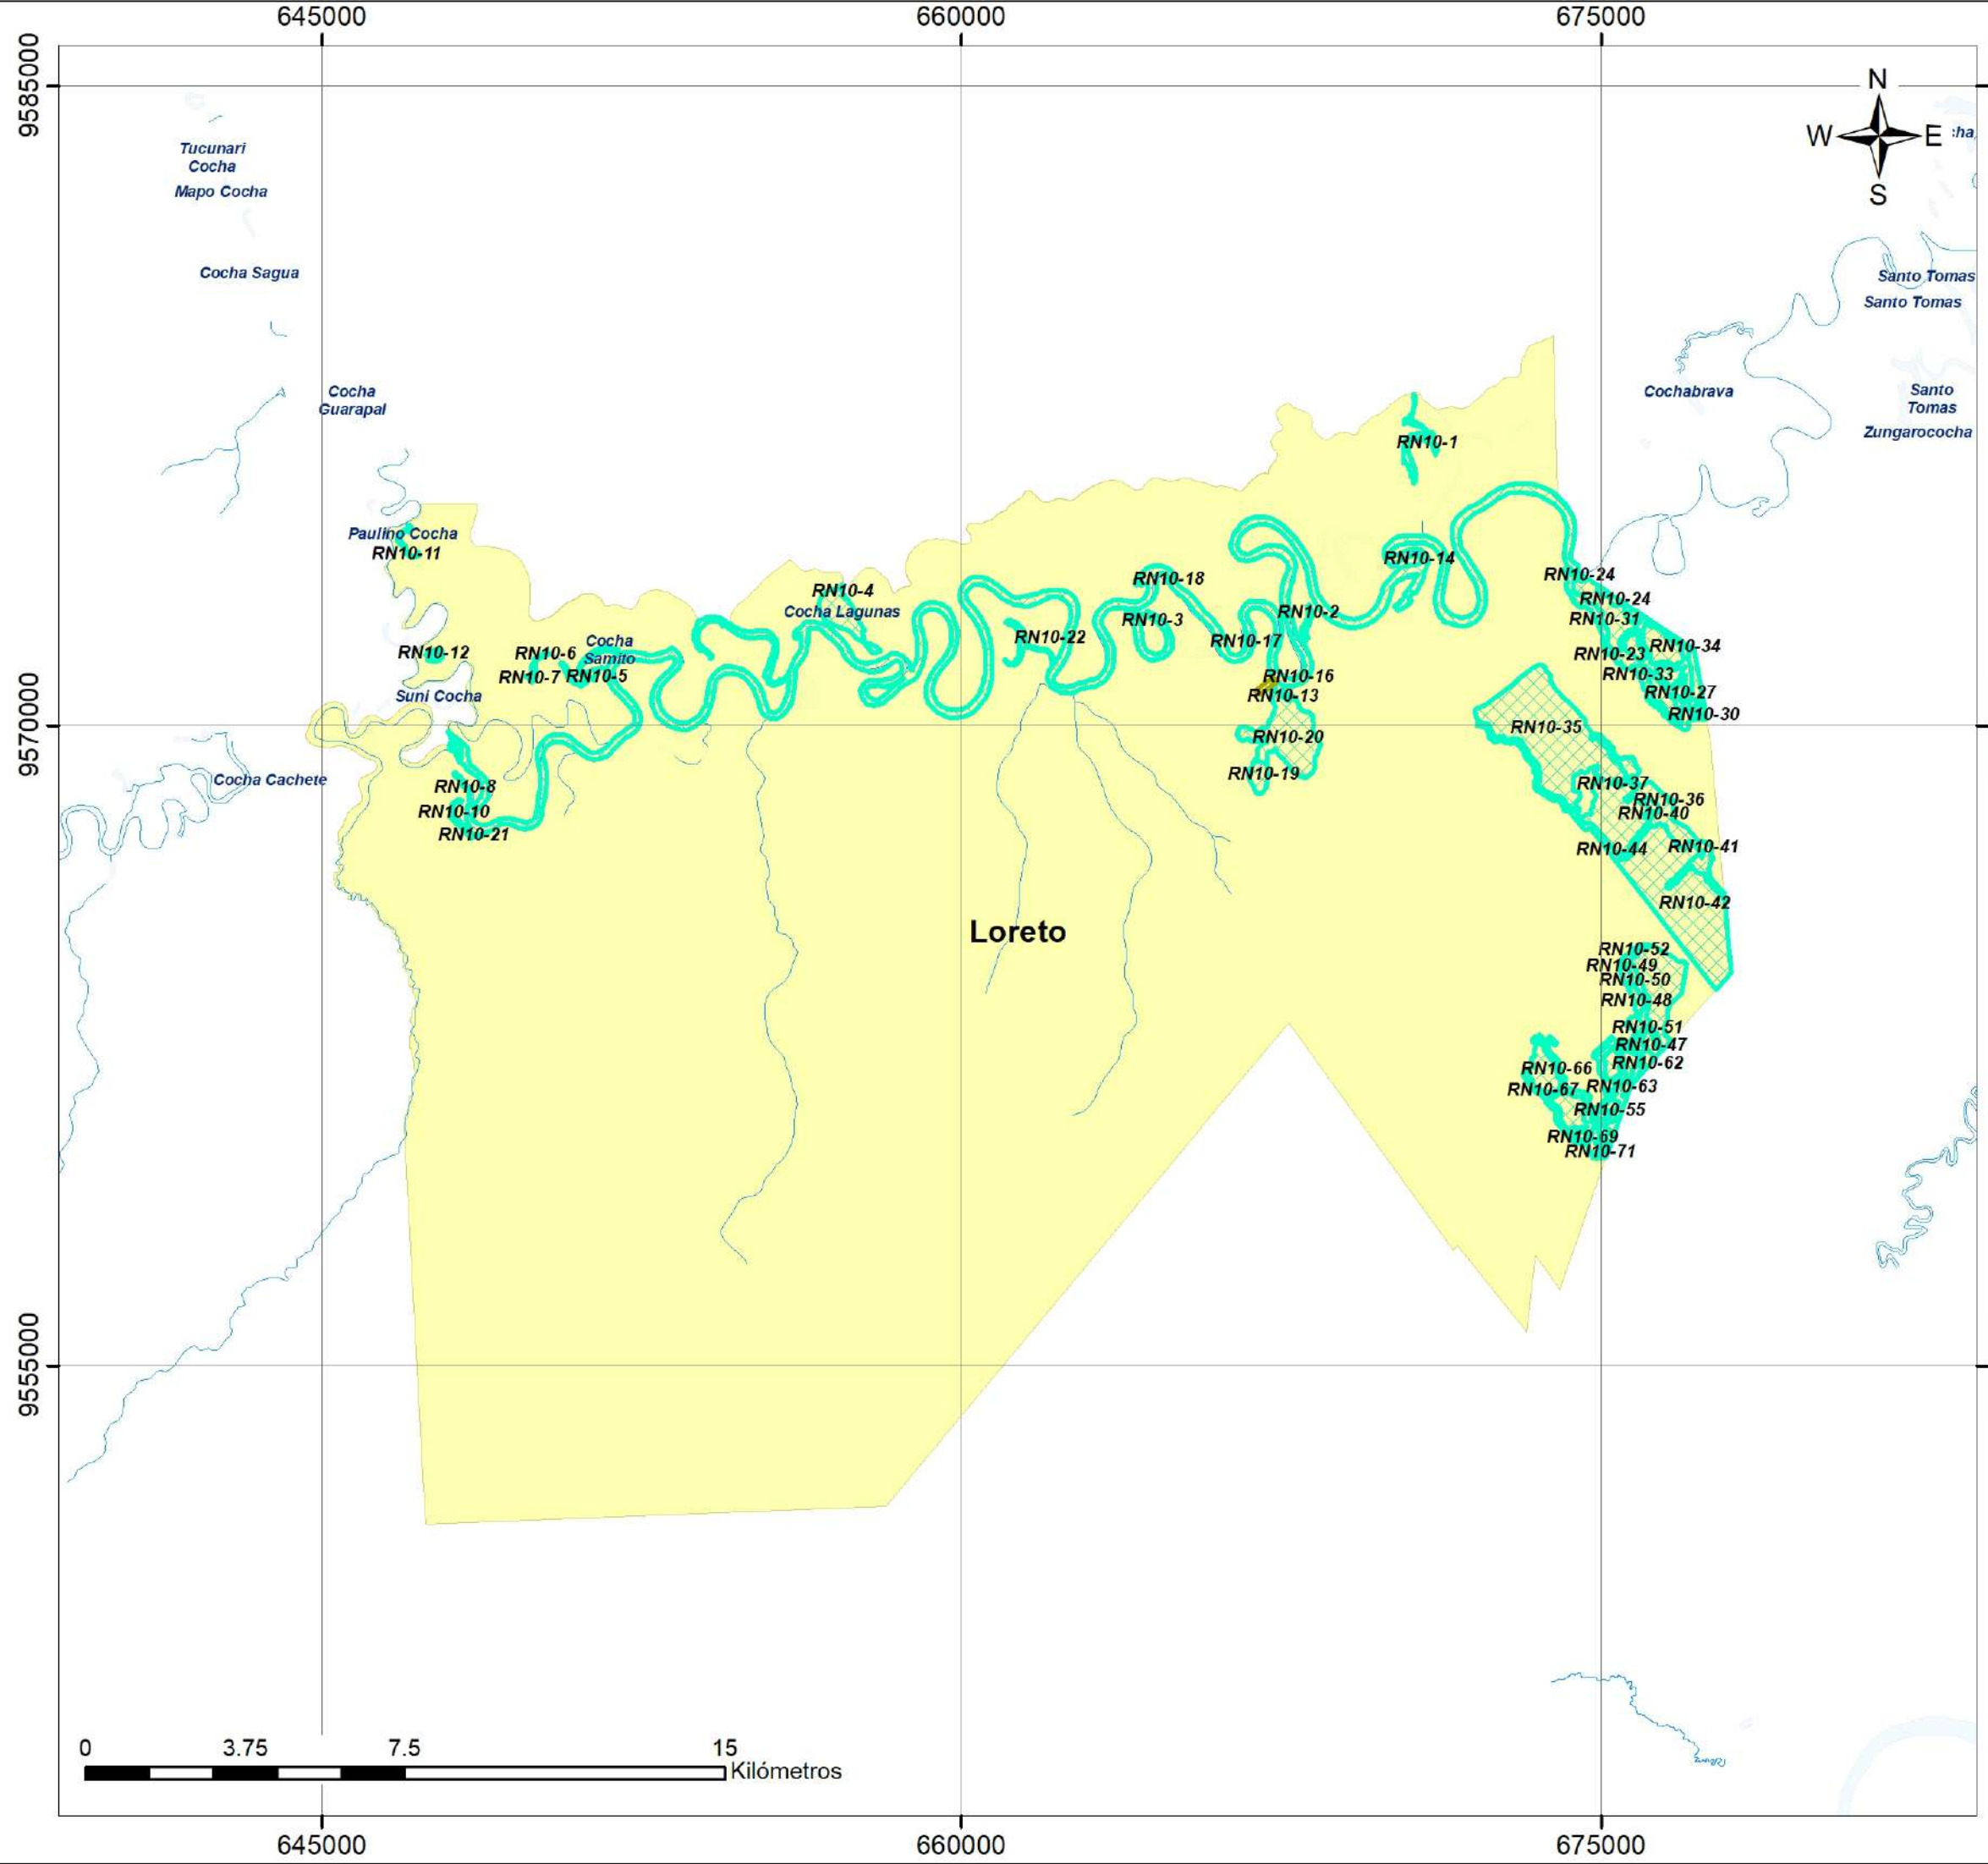 645000
660000
675000
9585000
N
W
E
S
Tucunari
Cocha
Mapo Cocha
Cocha Sagua
Santo Tomas
Santo Tomas
Cocha
Guarapal
Cochabrava
Santo
Tomas
Zungarococha
RN10-1
Paulino Cocha
RN10-11
RN10-14
RN10-24
RN10-18
RN10-4
Cocha Lagunas
RN10-24
RN10-3
RN10-2
RN10-31
RN10-22
RN10-17
RN10-34
Cocha
Samito
RN10-12
RN10-6
RN10-23
RN10-7
RN10-5
RN10-16
RN10-33
Suni Cocha
RN10-13
RN10-27
RN10-30
9570000
RN10-35
RN10-20
RN10-19
Cocha Cachete
RN10-8
RN10-37
RN10-36
RN10-10
RN10-40
RN10-21
RN10-44
RN10-41
RN10-42
Loreto
RN10-52
RN10-49
RN10-50
RN10-48
RN10-51
RN10-47
RN10-62
RN10-66
RN10-67
RN10-63
RN10-55
RN10-69
RN10-71
9555000
0
3.75
7.5
15
Kilómetros
645000
660000
675000